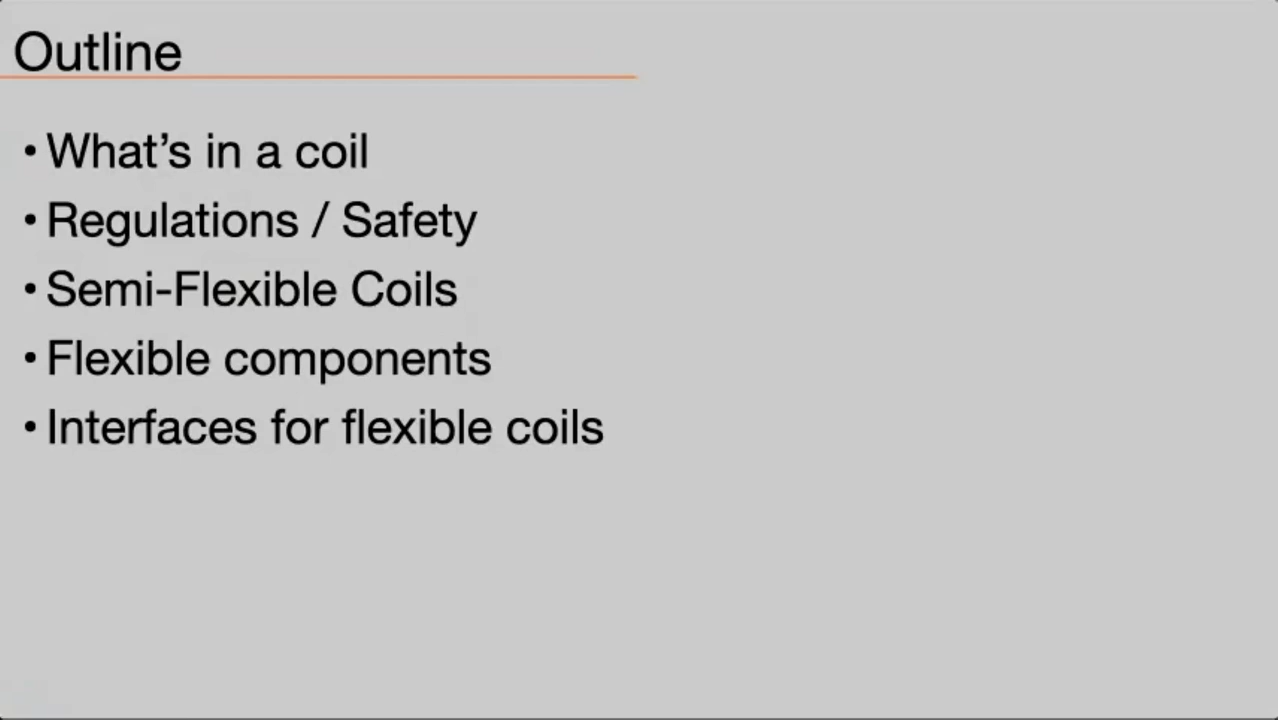 Outline
• What’s in a coil
• Regulations / Safety
• Semi-Flexible Coils
• Flexible components
• Interfaces for flexible coils